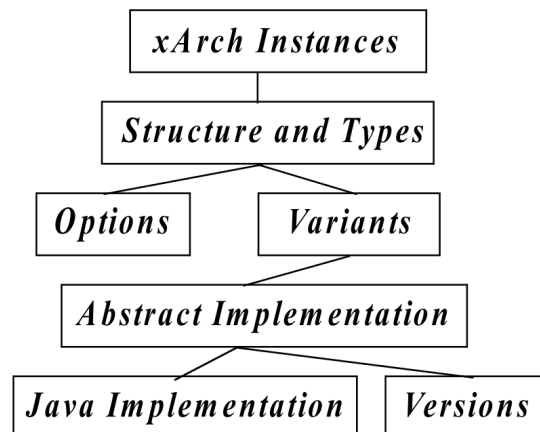 xArch Instances
Structure and Types
Options
Variants
Abstract Implementation
Java Implementation
Versions